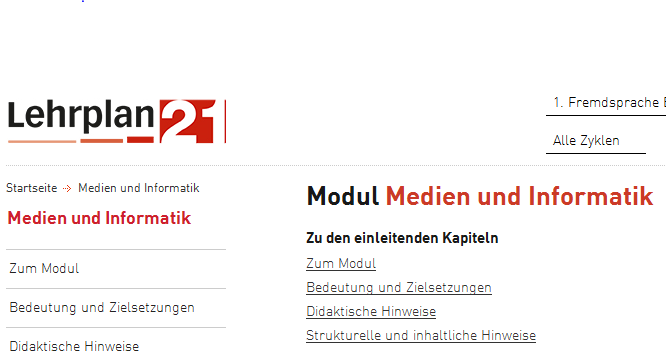 Lehrplan 21
1. Fremdsprache
Alle Zyklen
Startseite Medien und Informatik
Medien und Informatik
Zum Modul
Bedeutung und Zielsetzungen
Didaktische Hinweise
Modul Medien und Informatik
Zu den einleitenden Kapiteln
Zum Modul
Bedeutung und Zielsetzungen
Didaktische Hinweise
Strukturelle und inhaltliche Hinweise